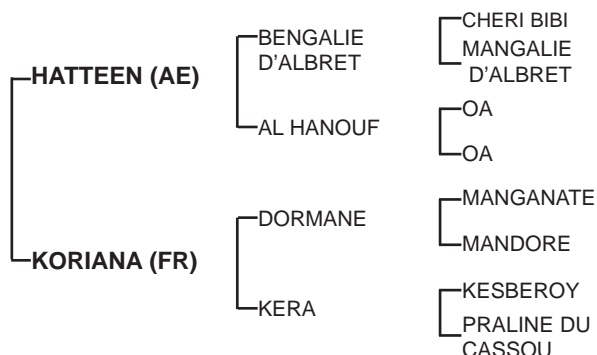 HATTEEN (AE)
BENGALIE
D'ALBRET
CHERI BIBI
MANGALIE
D'ALBRET
AL HANOUF
OA
OA
KORIANA (FR)
DORMANE
MANGANATE
MANDORE
KERA
KESBEROY
PRALINE DU
CASSOU